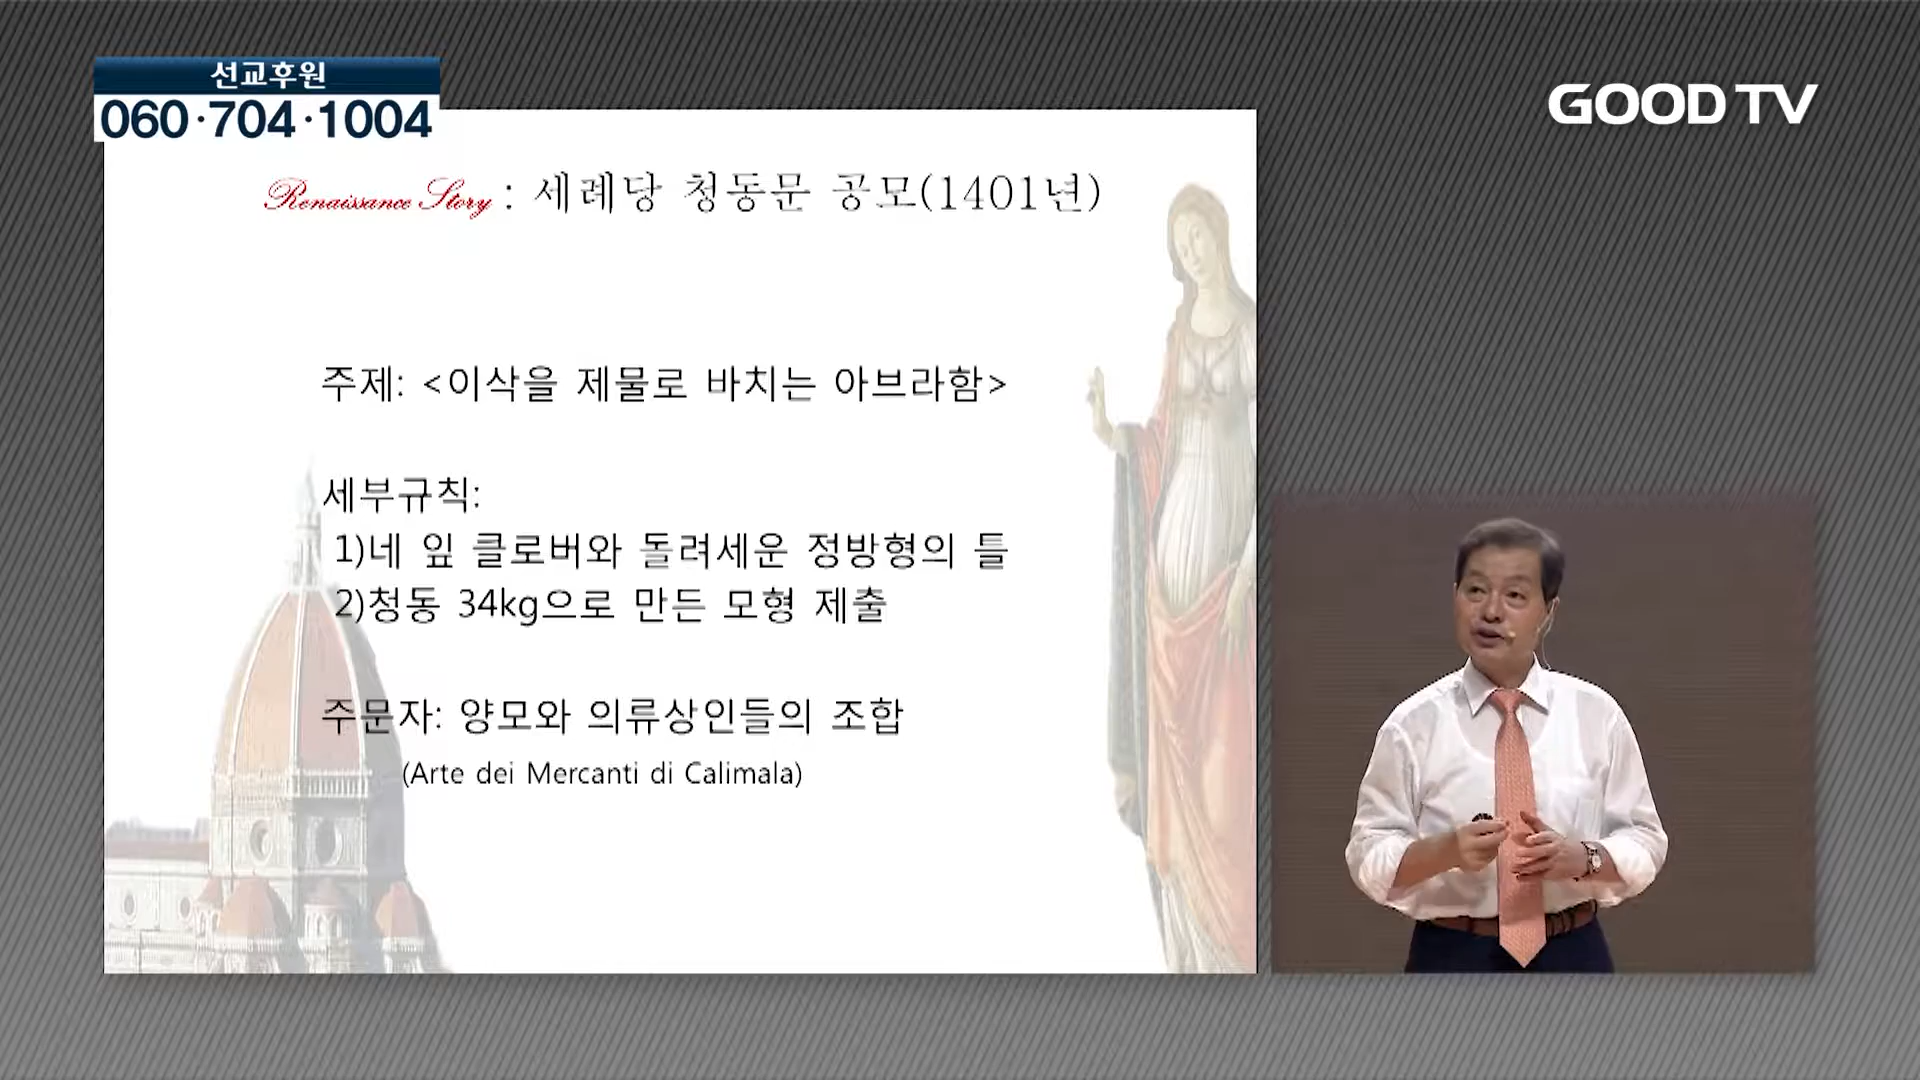 선교후원
060·704·1004
GOOD TV
Renaissance Story : 세례당 청동문 공모(1401년)
주제: <이삭을 제물로 바치는 아브라함>
세부규칙:
1)네 잎 클로버와 돌려세운 정방형의 틀
2)청동 34kg으로 만든 모형 제출
주문자: 양모와 의류상인들의 조합
(Arte dei Mercanti di Calimala)